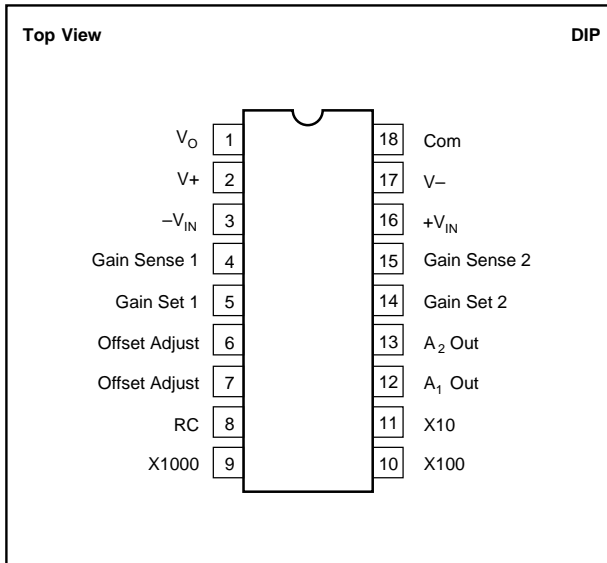 Top View DIP
V_O 1 18 Com
V+ 2 17 V–
–V_IN 3 16 +V_IN
Gain Sense 1 4 15 Gain Sense 2
Gain Set 1 5 14 Gain Set 2
Offset Adjust 6 13 A_2 Out
Offset Adjust 7 12 A_1 Out
RC 8 11 X10
X1000 9 10 X100